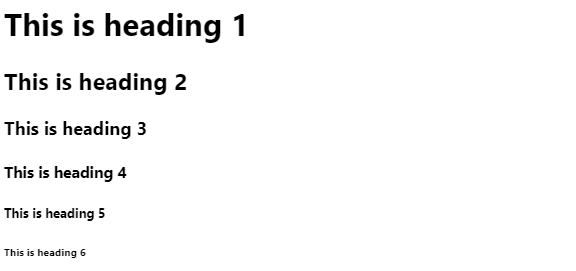 This is heading 1
This is heading 2
This is heading 3
This is heading 4
This is heading 5
This is heading 6